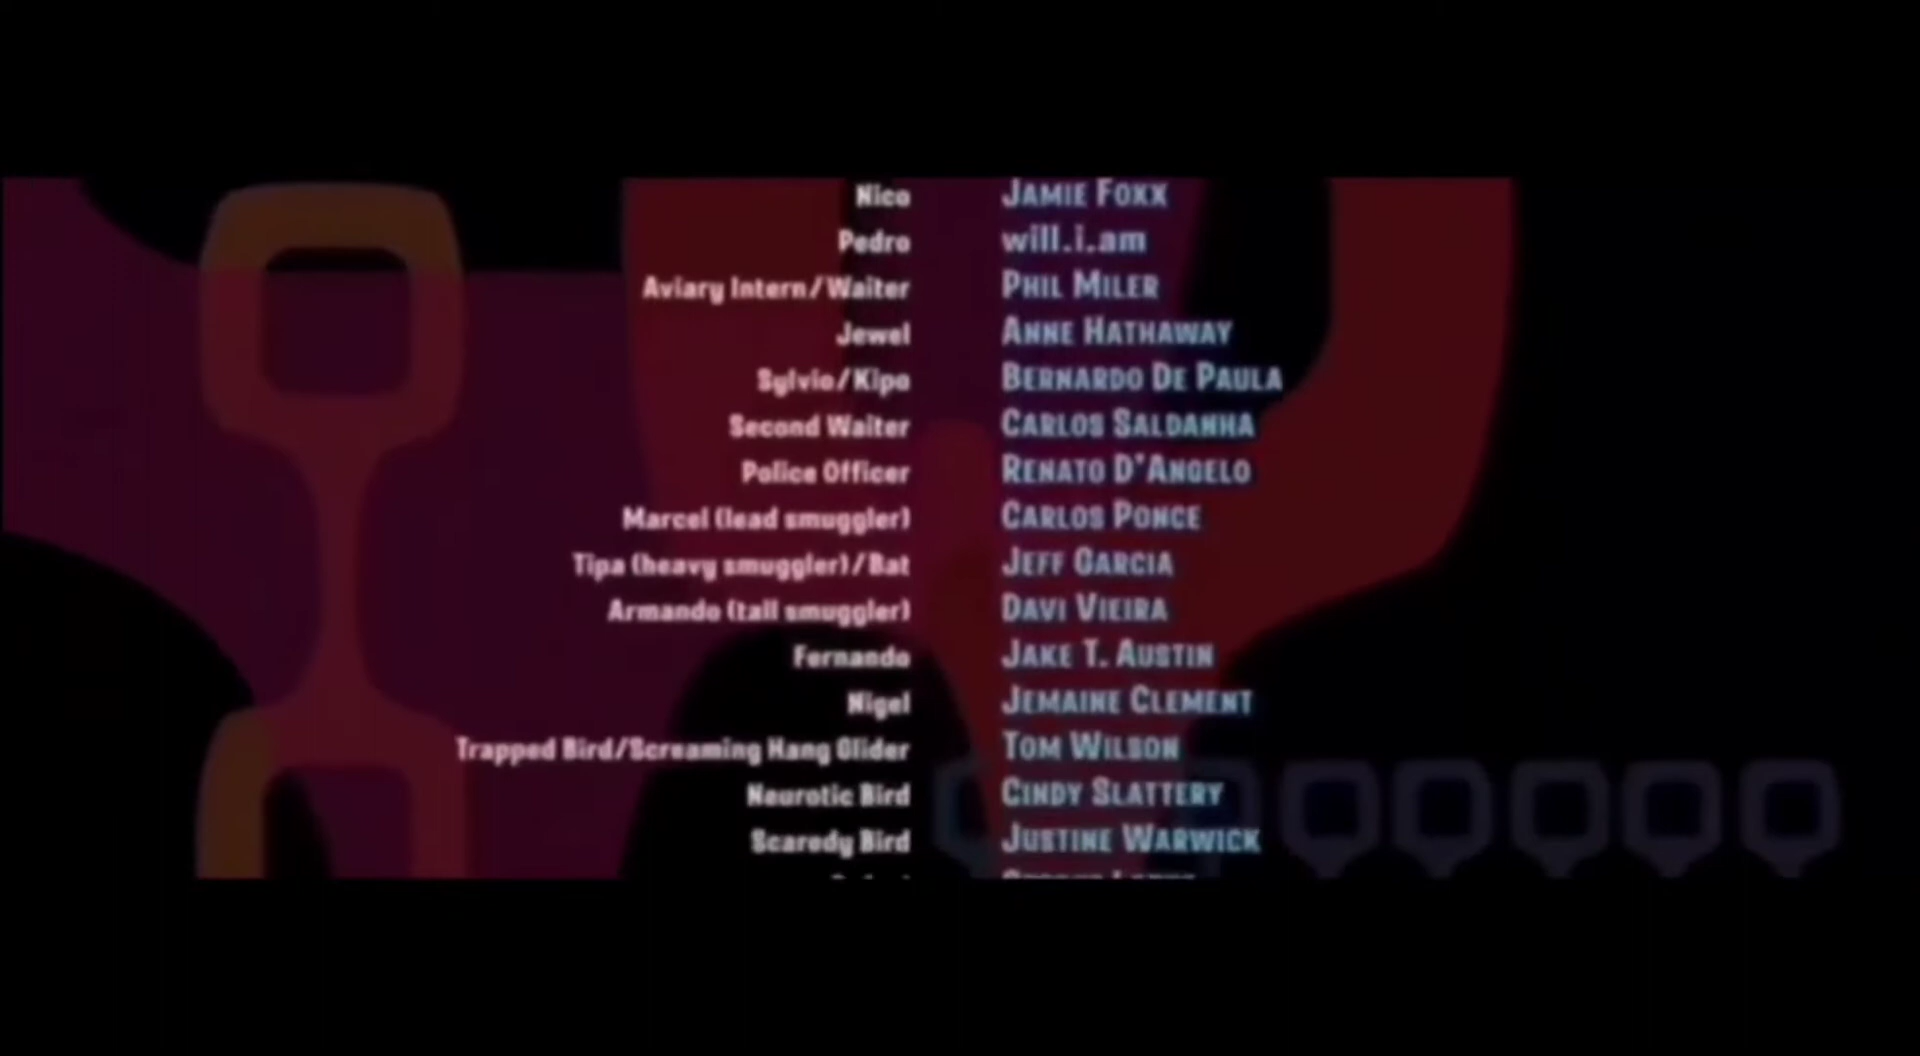 Nico JAMIE FOXX
Pedro will.i.am
Aviary Intern/Waiter PHIL MILER
Jewel ANNE HATHAWAY
Sylvio/Kipo BERNARDO DE PAULA
Second Waiter CARLOS SALDANHA
Police Officer RENATO D'ANGELO
Marcel (lead smuggler) CARLOS PONCE
Tipa (heavy smuggler)/Bat JEFF GARCIA
Armando (tall smuggler) DAVI VIEIRA
Fernando JAKE T. AUSTIN
Nigel JEMAINE CLEMENT
Trapped Bird/Screaming Hang Glider TOM WILSON
Neurotic Bird CINDY SLATTERY
Scaredy Bird JUSTINE WARWICK